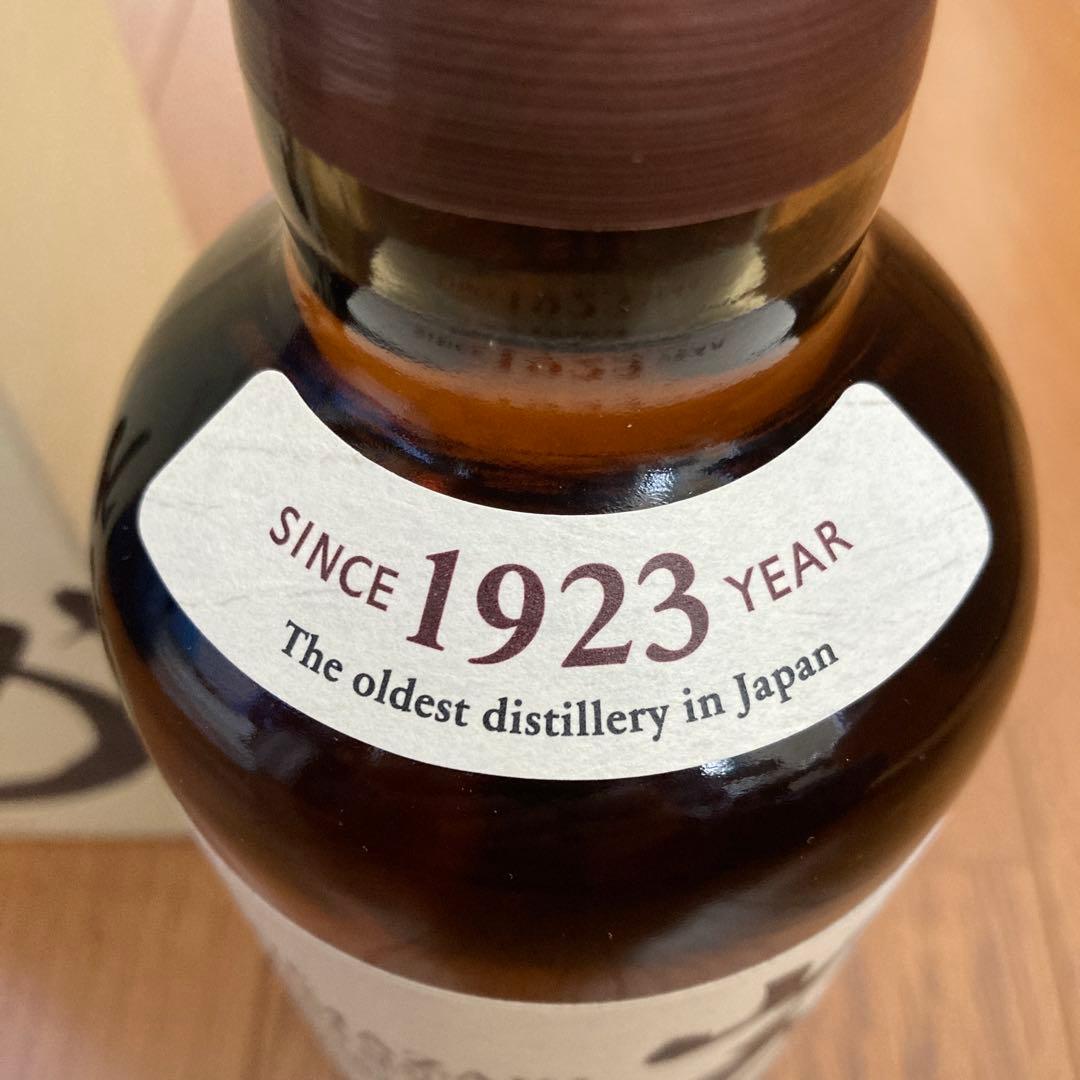 SINCE 1923 YEAR
The oldest distillery in Japan